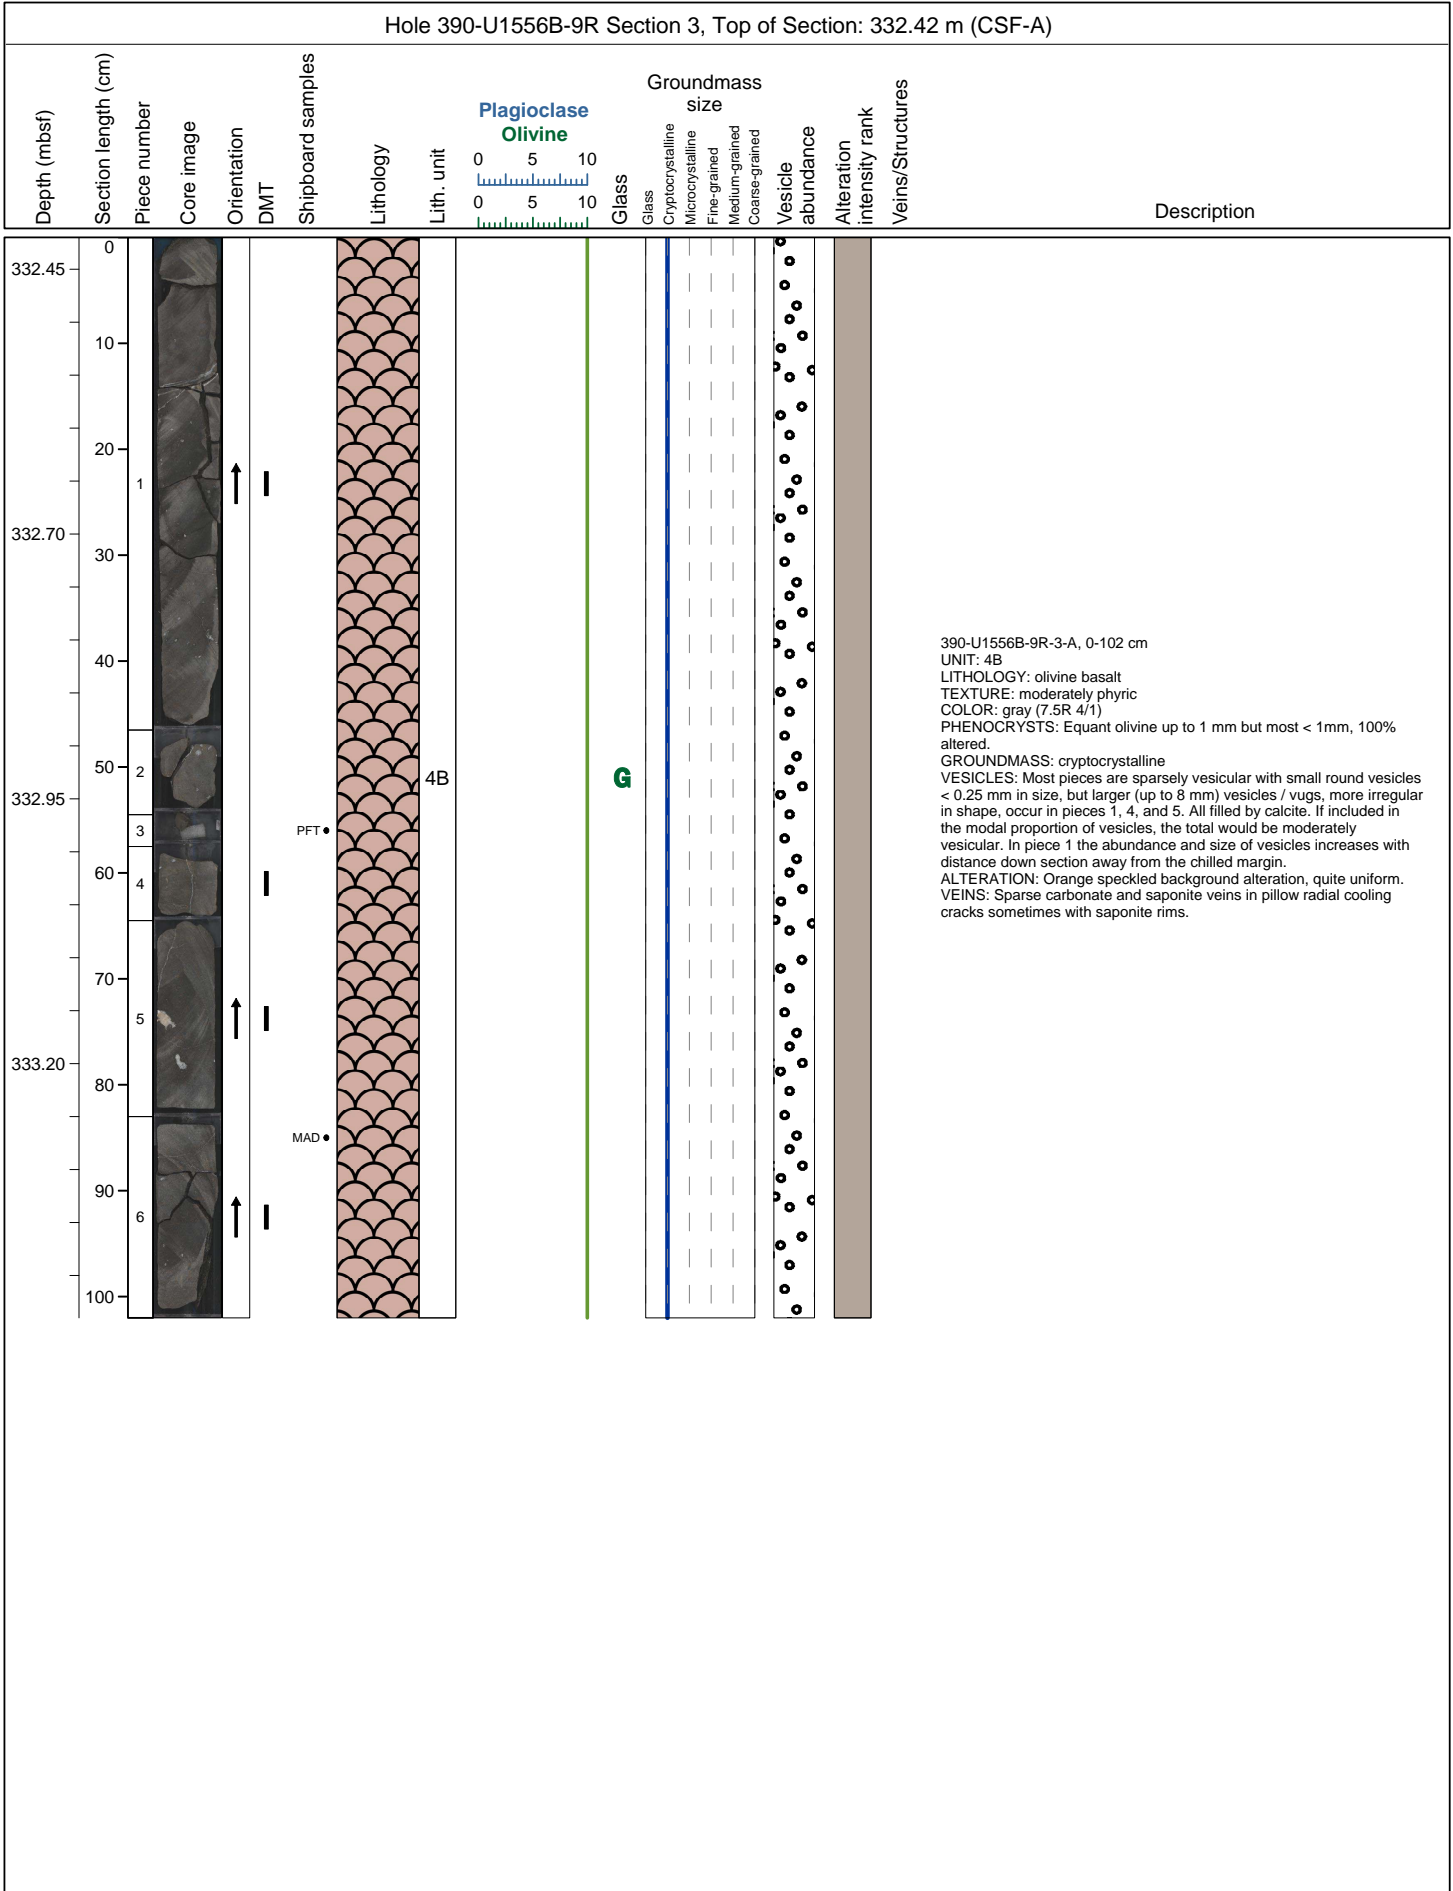 Hole 390-U1556B-9R Section 3, Top of Section: 332.42 m (CSF-A)
Depth (mbsf)
Section length (cm)
Piece number
Core image
Orientation
DMT
Shipboard samples
Lithology
Lith. unit
Plagioclase
Olivine
0 5 10
0 5 10
Glass
Groundmass
size
Glass
Cryptocrystalline
Microcrystalline
Fine-grained
Medium-grained
Coarse-grained
Vesicle
abundance
Alteration
intensity rank
Veins/Structures
Description
332.45
332.70
332.95
333.20
0
10
20
30
40
50
60
70
80
90
100
1
2
3
4
5
6
PFT
MAD
4B
G
390-U1556B-9R-3-A, 0-102 cm
UNIT: 4B
LITHOLOGY: olivine basalt
TEXTURE: moderately phyric
COLOR: gray (7.5R 4/1)
PHENOCRYSTS: Equant olivine up to 1 mm but most < 1mm, 100%
altered.
GROUNDMASS: cryptocrystalline
VESICLES: Most pieces are sparsely vesicular with small round vesicles
< 0.25 mm in size, but larger (up to 8 mm) vesicles / vugs, more irregular
in shape, occur in pieces 1, 4, and 5. All filled by calcite. If included in
the modal proportion of vesicles, the total would be moderately
vesicular. In piece 1 the abundance and size of vesicles increases with
distance down section away from the chilled margin.
ALTERATION: Orange speckled background alteration, quite uniform.
VEINS: Sparse carbonate and saponite veins in pillow radial cooling
cracks sometimes with saponite rims.